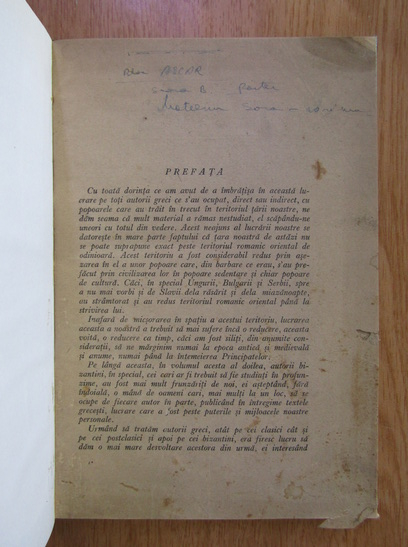 PREFAȚA
Cu toată dorința ce am avut de a îmbrățișa în această lu-
crare pe toți autorii greci ce s'au ocupat, direct sau indirect, cu
popoarele care au trăit în trecut în teritoriul țării noastre, ne
dăm seama că mult material a rămas nestudiat, el scăpându-ne
uneori cu totul din vedere. Acest neajuns al lucrării noastre se
datorește în mare parte faptului că țara noastră de astăzi nu
se poate suprapune exact peste teritoriul romanic oriental de
odinioară. Acest teritoriu a fost considerabil redus prin așe-
zarea în el a unor popoare care, din barbare ce erau, s'au pre-
făcut prin civilizarea lor în popoare sedentare și chiar popoare
de cultură. Căci, în special Ungurii, Bulgarii și Serbii, spre
a nu mai vorbi și de Slavii dela răsărit și dela miazănoapte,
au strâmtorat și au redus teritoriul romanic oriental până la
strivirea lui.
Inafară de micșorarea în spațiu a acestui teritoriu, lucrarea
aceasta a noastră a trebuit să mai sufere încă o reducere, aceasta
voită, o reducere ca timp, căci am fost siliți, din anumite con-
siderații, să ne mărginim numai la epoca antică și medievală
și anume, numai până la întemeierea Principatelor.
Pe lângă aceasta, în volumul acesta al doilea, autorii bi-
zantini, în special, cei cari ar fi trebuit să fie studiați la profun-
zime, au fost mai mult frunzăriți de noi, ei așteptând, fără
îndoială, o mână de oameni cari, mai mulți la un loc, să se
ocupe de fiecare autor în parte, publicând în întregime textele
grecești, lucrare care a fost peste puterile și mijloacele noastre
personale.
Urmând să tratăm autorii greci, atât pe cei clasici cât și
pe cei postclasici și apoi pe cei bizantini, era firesc lucru să
dăm o mai mare desvoltare acestora din urmă, ei interesând